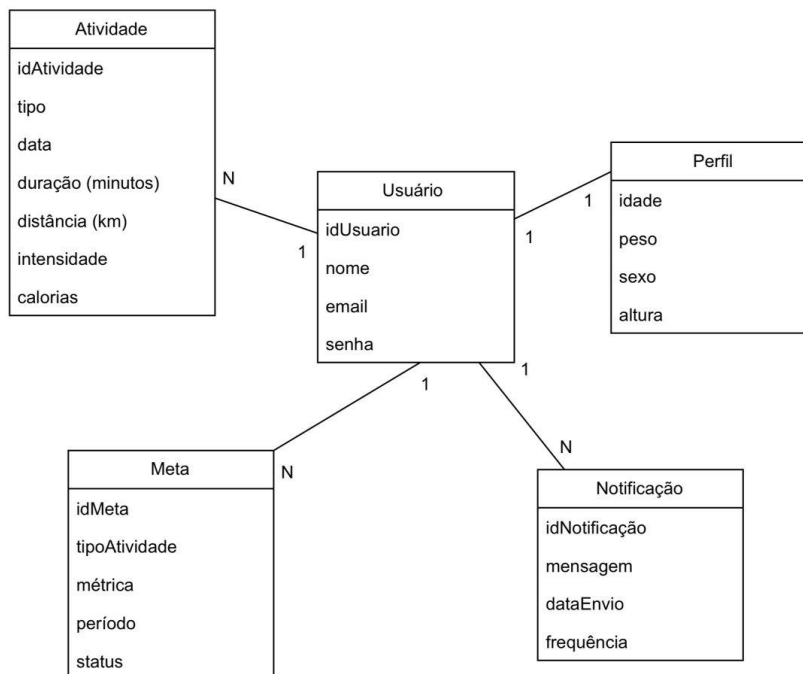 Atividade
idAtividade
tipo
data
duração (minutos)
distância (km)
intensidade
calorias
N
1
Usuário
idUsuario
nome
email
senha
1
1
Perfil
idade
peso
sexo
altura
1
N
Meta
idMeta
tipoAtividade
métrica
período
status
1
N
Notificação
idNotificação
mensagem
dataEnvio
frequência